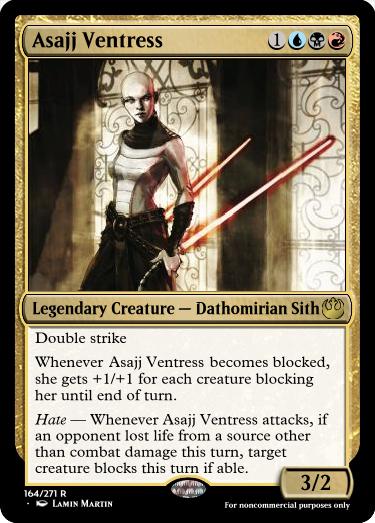 Asajj Ventress 1
Legendary Creature — Dathomirian Sith
Double strike
Whenever Asajj Ventress becomes blocked,
she gets +1/+1 for each creature blocking
her until end of turn.
Hate — Whenever Asajj Ventress attacks, if
an opponent lost life from a source other
than combat damage this turn, target
creature blocks this turn if able.
3/2
164/271 R
· Lamin Martin
For noncommercial purposes only